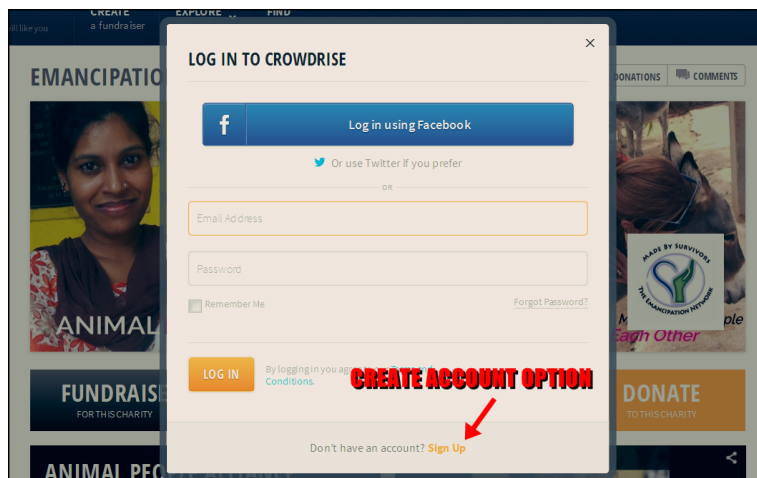 CREATE EXPLORE FIND
will like you a fundraiser
LOG IN TO CROWDRISE
EMANCIPATIO
DONATIONS COMMENTS
f Log in using Facebook
Or use Twitter if you prefer
OR
Email Address
Password
Remember Me Forgot Password?
MADE BY SURVIVORS
THE EMANCIPATION NETWORK
ANIMAL
M ple
Each Other
LOG IN
By logging in you ag
Conditions.
CREATE ACCOUNT OPTION
FUNDRAISE
FOR THIS CHARITY
DONATE
TO THIS CHARITY
Don't have an account? Sign Up
ANIMAL PEOPLE ALLIANCE